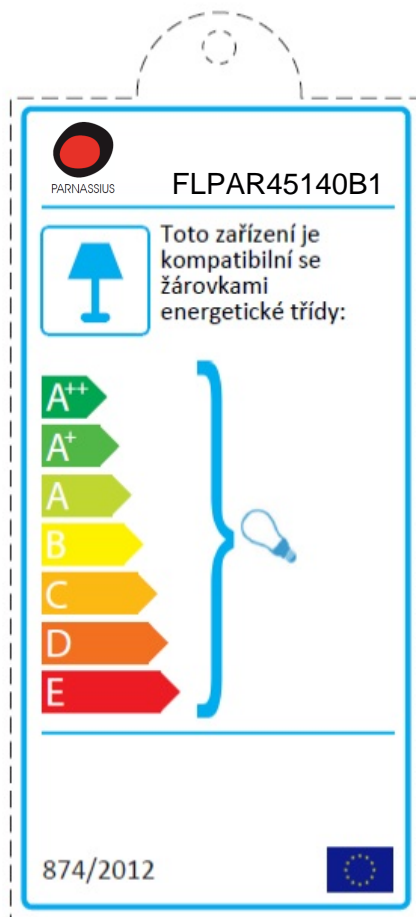 PARNASSIUS
FLPAR45140B1
Toto zařízení je
kompatibilní se
žárovkami
energetické třídy:
A++
A+
A
B
C
D
E
874/2012